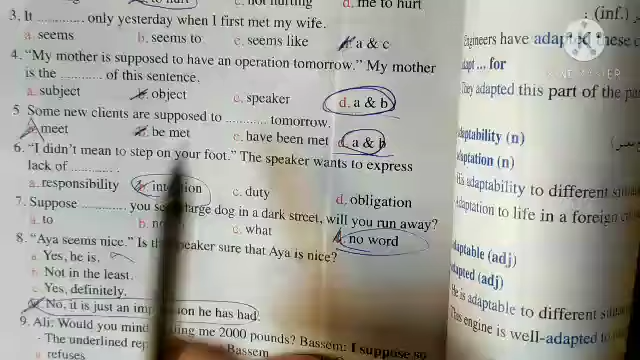 c. not hurting d. me to hurt
3. It .......... only yesterday when I first met my wife.
a. seems b. seems to c. seems like d. a & c
4. "My mother is supposed to have an operation tomorrow." My mother
is the .......... of this sentence.
a. subject b. object c. speaker d. a & b
5 Some new clients are supposed to .......... tomorrow.
a. meet b. be met c. have been met d. a & b
6. "I didn't mean to step on your foot." The speaker wants to express
lack of ..........
a. responsibility b. intention c. duty d. obligation
7. Suppose .......... you see large dog in a dark street, will you run away?
a. to b. c. what d. no word
8. "Aya seems nice." Is the speaker sure that Aya is nice?
a. Yes, he is.
b. Not in the least.
c. Yes, definitely.
d. No, it is just an impression he has had.
9. Ali: Would you mind me 2000 pounds? Bassem: I suppose so
- The underlined Bassem
a. refuses
: (inf.)
Engineers have adapted these
adapt ... for
They adapted this part of the
adaptability (n)
adaptation (n)
His adaptability to different
Adaptation to life in a foreign
adaptable (adj)
adapted (adj)
He is adaptable to different
This engine is well-adapted to